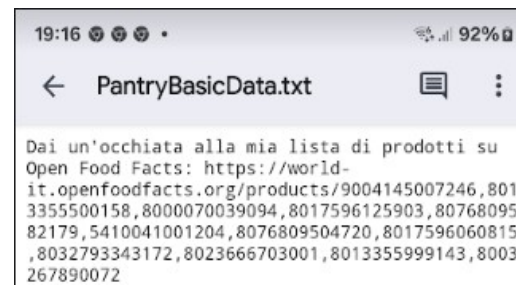 19:16
92%
PantryBasicData.txt
Dai un'occhiata alla mia lista di prodotti su
Open Food Facts: https://world-
it.openfoodfacts.org/products/9004145007246,801
3355500158,8000070039094,8017596125903,80768095
82179,5410041001204,8076809504720,8017596060815
,8032793343172,8023666703001,8013355999143,8003
267890072